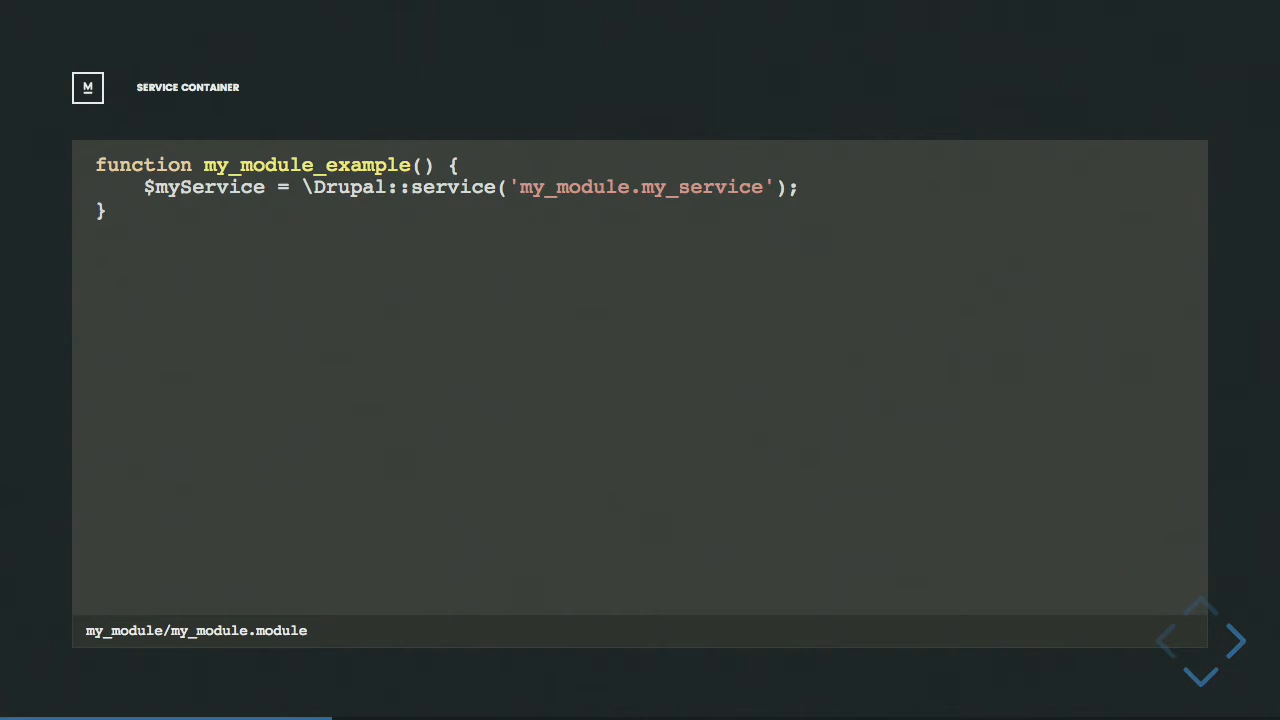 M
SERVICE CONTAINER
function my_module_example() {
    $myService = \Drupal::service('my_module.my_service');
}
my_module/my_module.module